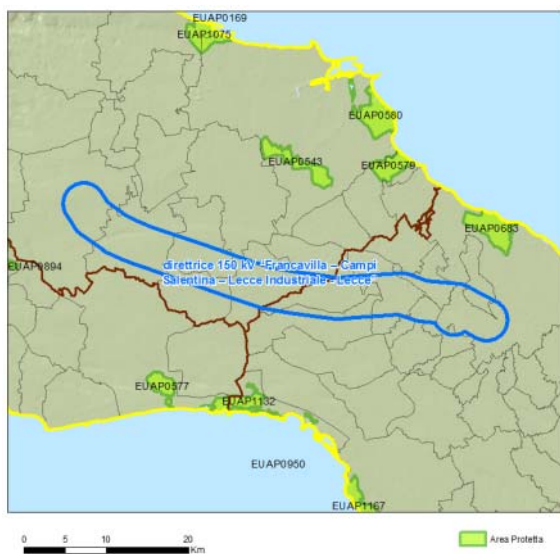 EUAP0169
EUAP1075
EUAP0580
EUAP0543
EUAP0579
EUAP0683
direttrice 150 kV "Francavilla – Campi
Salentina – Lecce Industriale – Lecce"
EUAP0894
EUAP0577
EUAP1132
EUAP0950
EUAP1167
0 5 10 20
Km
Area Protetta